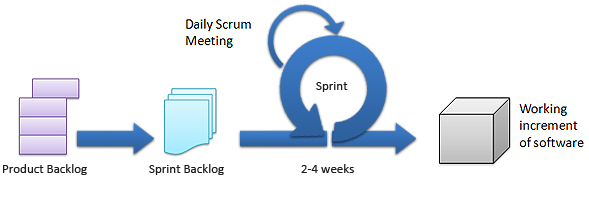 Daily Scrum
Meeting
Sprint
Working
increment
of software
Product Backlog
Sprint Backlog
2-4 weeks